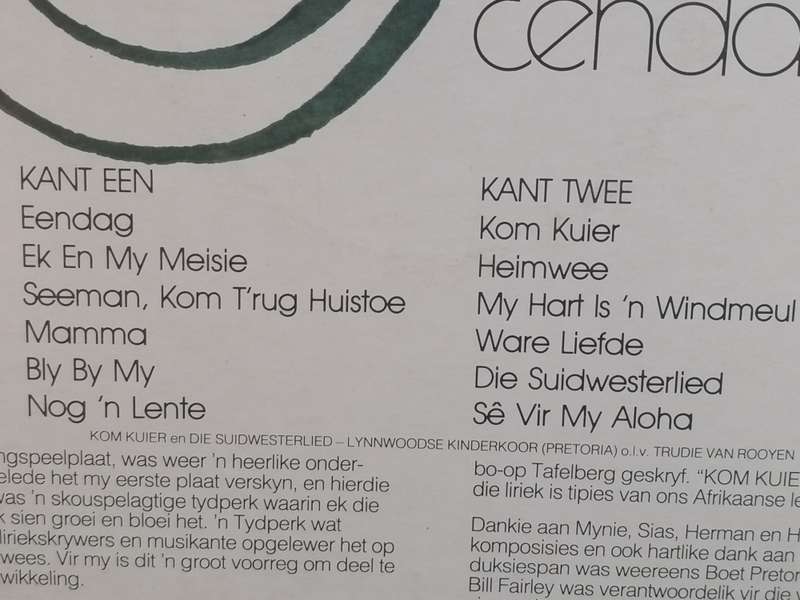 KANT EEN
Eendag
Ek En My Meisie
Seeman, Kom T'rug Huistoe
Mamma
Bly By My
Nog 'n Lente
KANT TWEE
Kom Kuier
Heimwee
My Hart Is 'n Windmeul
Ware Liefde
Die Suidwesterlied
Sê Vir My Aloha
KOM KUIER en DIE SUIDWESTERLIED – LYNNWOODSE KINDERKOOR (PRETORIA) o.l.v. TRUDIE VAN ROOYEN
ngspeelplaat, was weer 'n heerlike onder-
elede het my eerste plaat verskyn, en hierdie
was 'n skouspelagtige tydperk waarin ek die
k sien groei en bloei het. 'n Tydperk wat
liriekskrywers en musikante opgelewer het op
wees. Vir my is dit 'n groot voorreg om deel te
wikkeling.
bo-op Tafelberg geskryf. "KOM KUIE
die liriek is tipies van ons Afrikaanse le
Dankie aan Mynie, Sias, Herman en H
komposisies en ook hartlike dank aan
duksiespan was weereens Boet Pretor
Bill Fairley was verantwoordelik vir die v